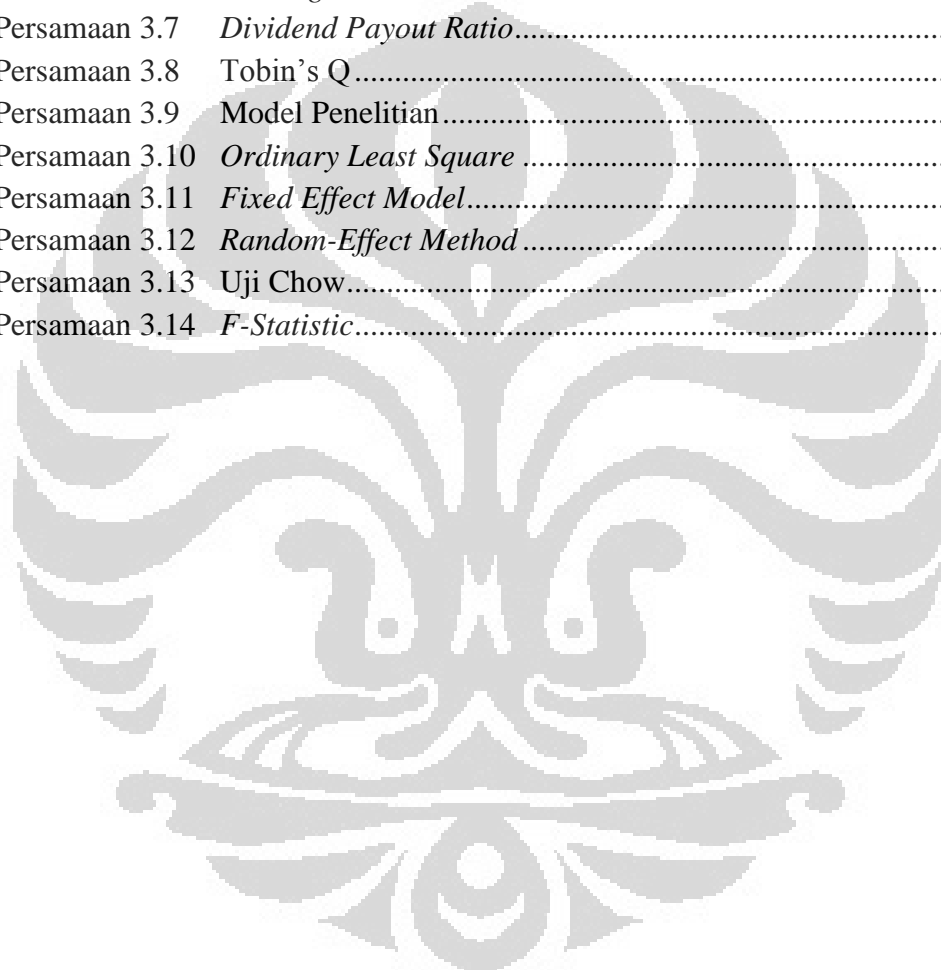 Persamaan 3.7 Dividend Payout Ratio......................................................
Persamaan 3.8 Tobin's Q..........................................................................
Persamaan 3.9 Model Penelitian...............................................................
Persamaan 3.10 Ordinary Least Square .....................................................
Persamaan 3.11 Fixed Effect Model............................................................
Persamaan 3.12 Random-Effect Method .....................................................
Persamaan 3.13 Uji Chow...........................................................................
Persamaan 3.14 F-Statistic..........................................................................